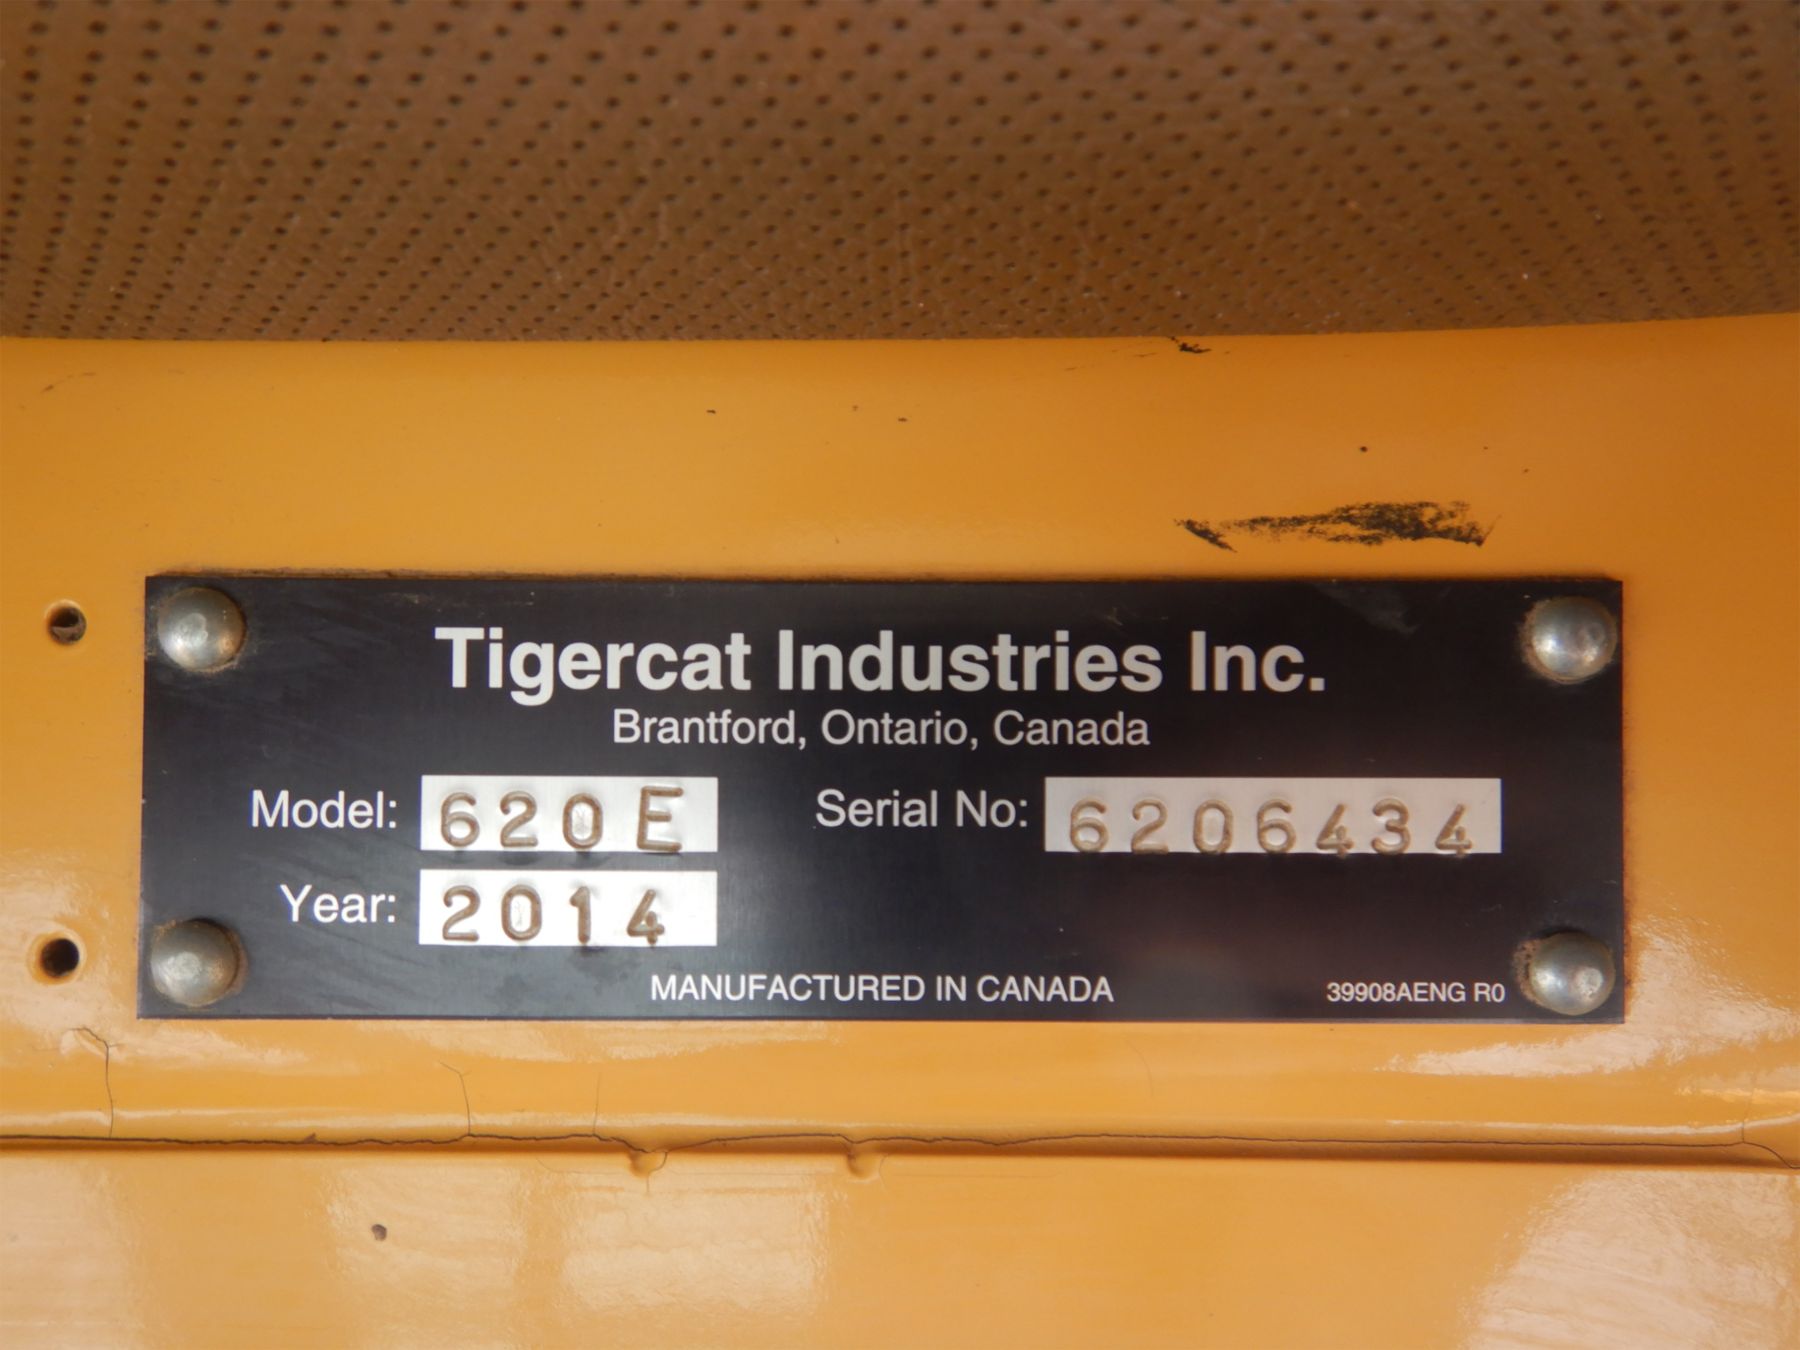 Tigercat Industries Inc.
Brantford, Ontario, Canada
Model: 620E Serial No: 6206434
Year: 2014
MANUFACTURED IN CANADA 39908AENG R0